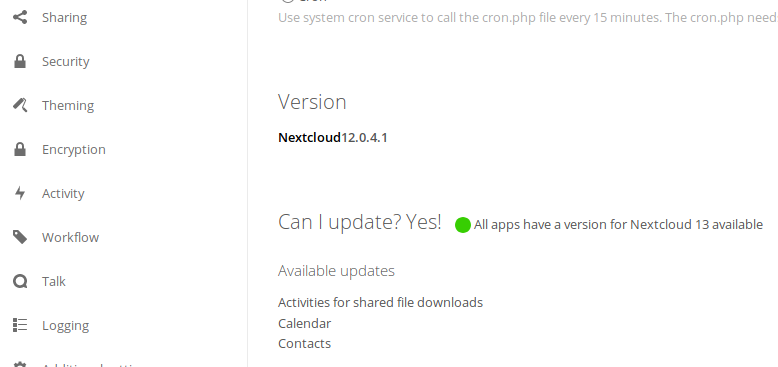 Sharing
Security
Theming
Encryption
Activity
Workflow
Talk
Logging
Use system cron service to call the cron.php file every 15 minutes. The cron.php need
Version
Nextcloud12.0.4.1
Can I update? Yes! All apps have a version for Nextcloud 13 available
Available updates
Activities for shared file downloads
Calendar
Contacts